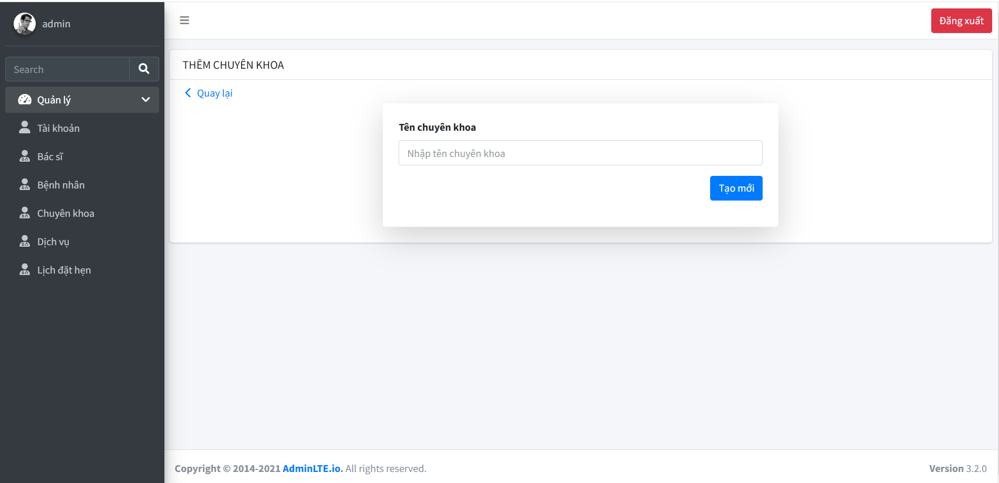 admin
Đăng xuất
Search
Quản lý
Tài khoản
Bác sĩ
Bệnh nhân
Chuyên khoa
Dịch vụ
Lịch đặt hẹn
THÊM CHUYÊN KHOA
Quay lại
Tên chuyên khoa
Nhập tên chuyên khoa
Tạo mới
Copyright © 2014-2021 AdminLTE.io. All rights reserved.
Version 3.2.0